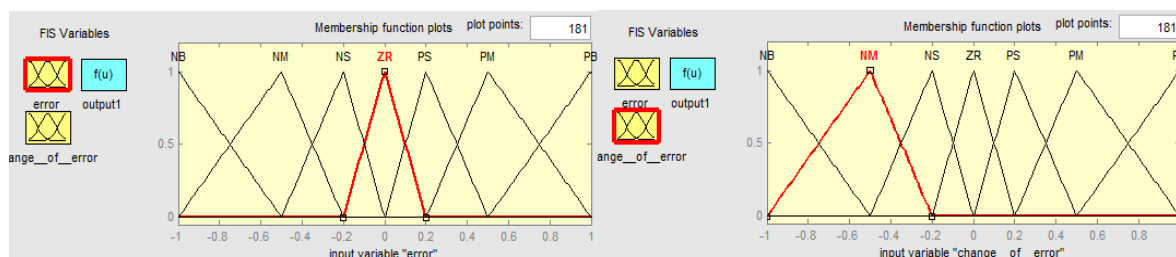 FIS Variables
Membership function plots
plot points:
181
NB NM NS ZR PS PM PB
f(u)
error
output1
ange__of__error
1
0.5
0
-1 -0.8 -0.6 -0.4 -0.2 0 0.2 0.4 0.6 0.8 1
input variable "error"
FIS Variables
Membership function plots
plot points:
181
NB NM NS ZR PS PM P
f(u)
error
output1
ange__of__error
1
0.5
0
-1 -0.8 -0.6 -0.4 -0.2 0 0.2 0.4 0.6 0.8
input variable "change__of__error"